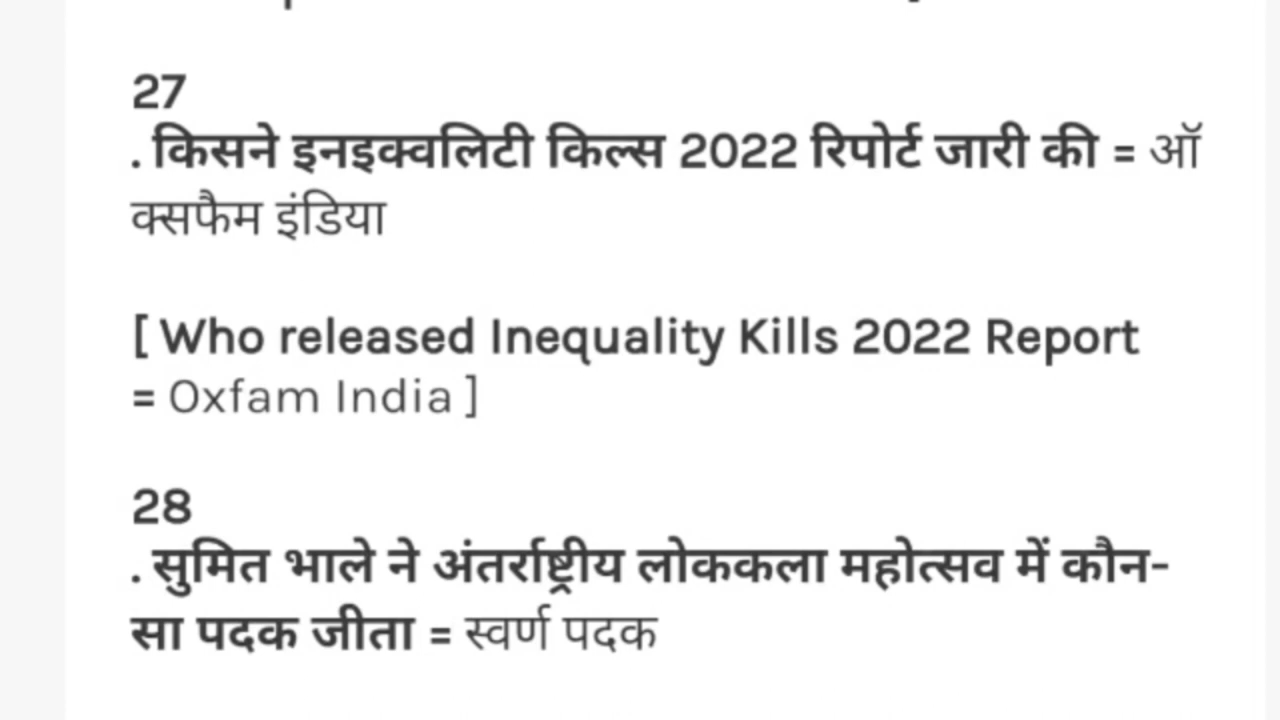 27
. किसने इनइक्वलिटी किल्स 2022 रिपोर्ट जारी की = ऑ
क्सफैम इंडिया
[ Who released Inequality Kills 2022 Report
= Oxfam India ]
28
. सुमित भाले ने अंतर्राष्ट्रीय लोककला महोत्सव में कौन-
सा पदक जीता = स्वर्ण पदक